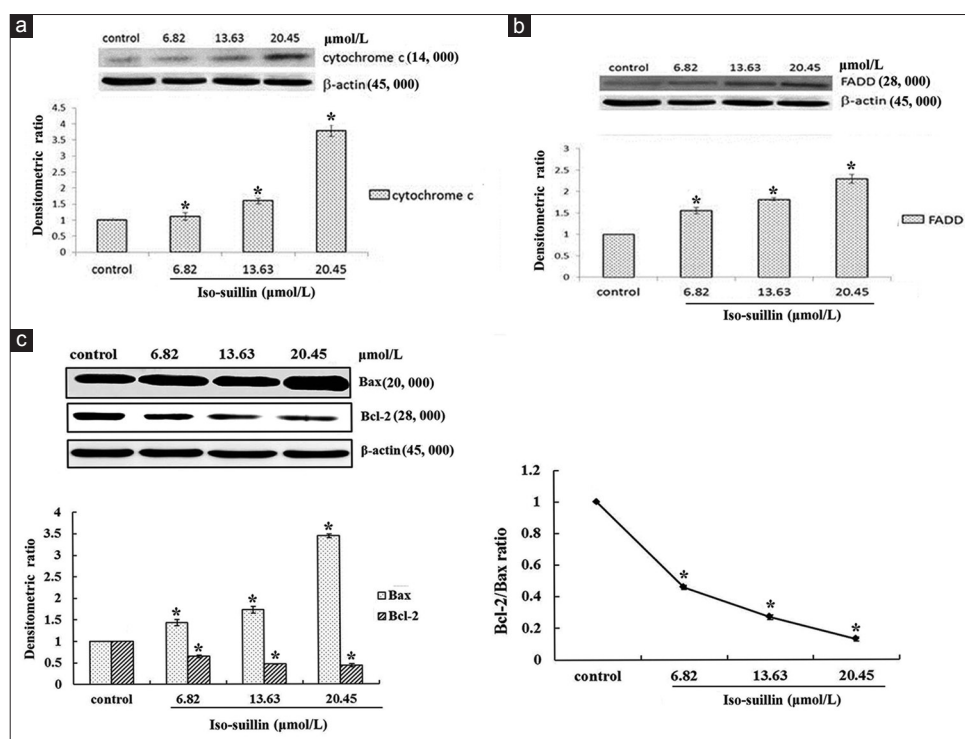 a
control 6.82 13.63 20.45 µmol/L
cytochrome c (14, 000)
β-actin (45, 000)
Densitometric ratio
4.5
4
3.5
3
2.5
2
1.5
1
0.5
0
*
*
*
cytochrome c
control 6.82 13.63 20.45
Iso-suillin (µmol/L)
b
control 6.82 13.63 20.45 µmol/L
FADD (28, 000)
β-actin (45, 000)
Densitometric ratio
3
2.5
2
1.5
1
0.5
0
*
*
*
FADD
control 6.82 13.63 20.45
Iso-suillin (µmol/L)
c
control 6.82 13.63 20.45 µmol/L
Bax(20, 000)
Bcl-2 (28, 000)
β-actin(45, 000)
Densitometric ratio
4
3.5
3
2.5
2
1.5
1
0.5
0
*
*
*
*
*
*
Bax
Bcl-2
control 6.82 13.63 20.45
Iso-suillin (µmol/L)
Bcl-2/Bax ratio
1.2
1
0.8
0.6
0.4
0.2
0
*
*
*
control 6.82 13.63 20.45
Iso-suillin (µmol/L)